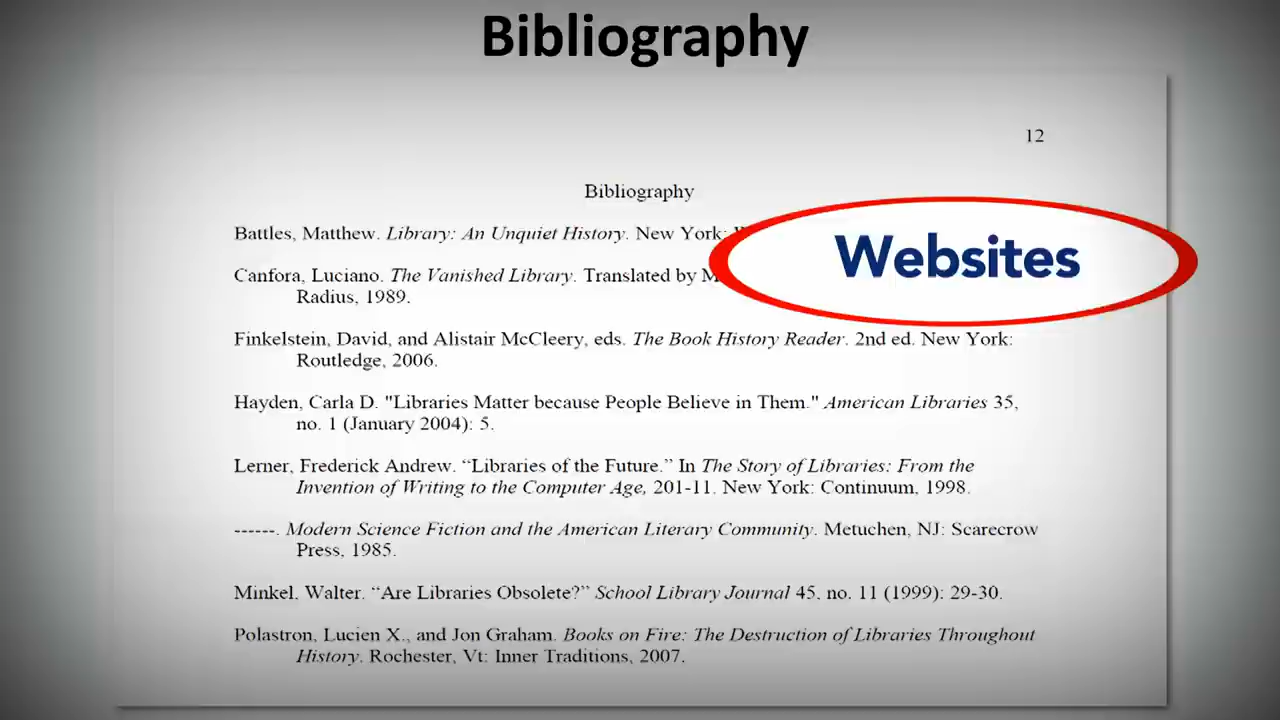 Bibliography
12
Bibliography
Battles, Matthew. Library: An Unquiet History. New York:
Websites
Canfora, Luciano. The Vanished Library. Translated by
Radius, 1989.
Finkelstein, David, and Alistair McCleery, eds. The Book History Reader. 2nd ed. New York:
Routledge, 2006.
Hayden, Carla D. "Libraries Matter because People Believe in Them." American Libraries 35,
no. 1 (January 2004): 5.
Lerner, Frederick Andrew. “Libraries of the Future.” In The Story of Libraries: From the
Invention of Writing to the Computer Age, 201-11. New York: Continuum, 1998.
------. Modern Science Fiction and the American Literary Community. Metuchen, NJ: Scarecrow
Press, 1985.
Minkel, Walter. “Are Libraries Obsolete?” School Library Journal 45, no. 11 (1999): 29-30.
Polastron, Lucien X., and Jon Graham. Books on Fire: The Destruction of Libraries Throughout
History. Rochester, Vt: Inner Traditions, 2007.